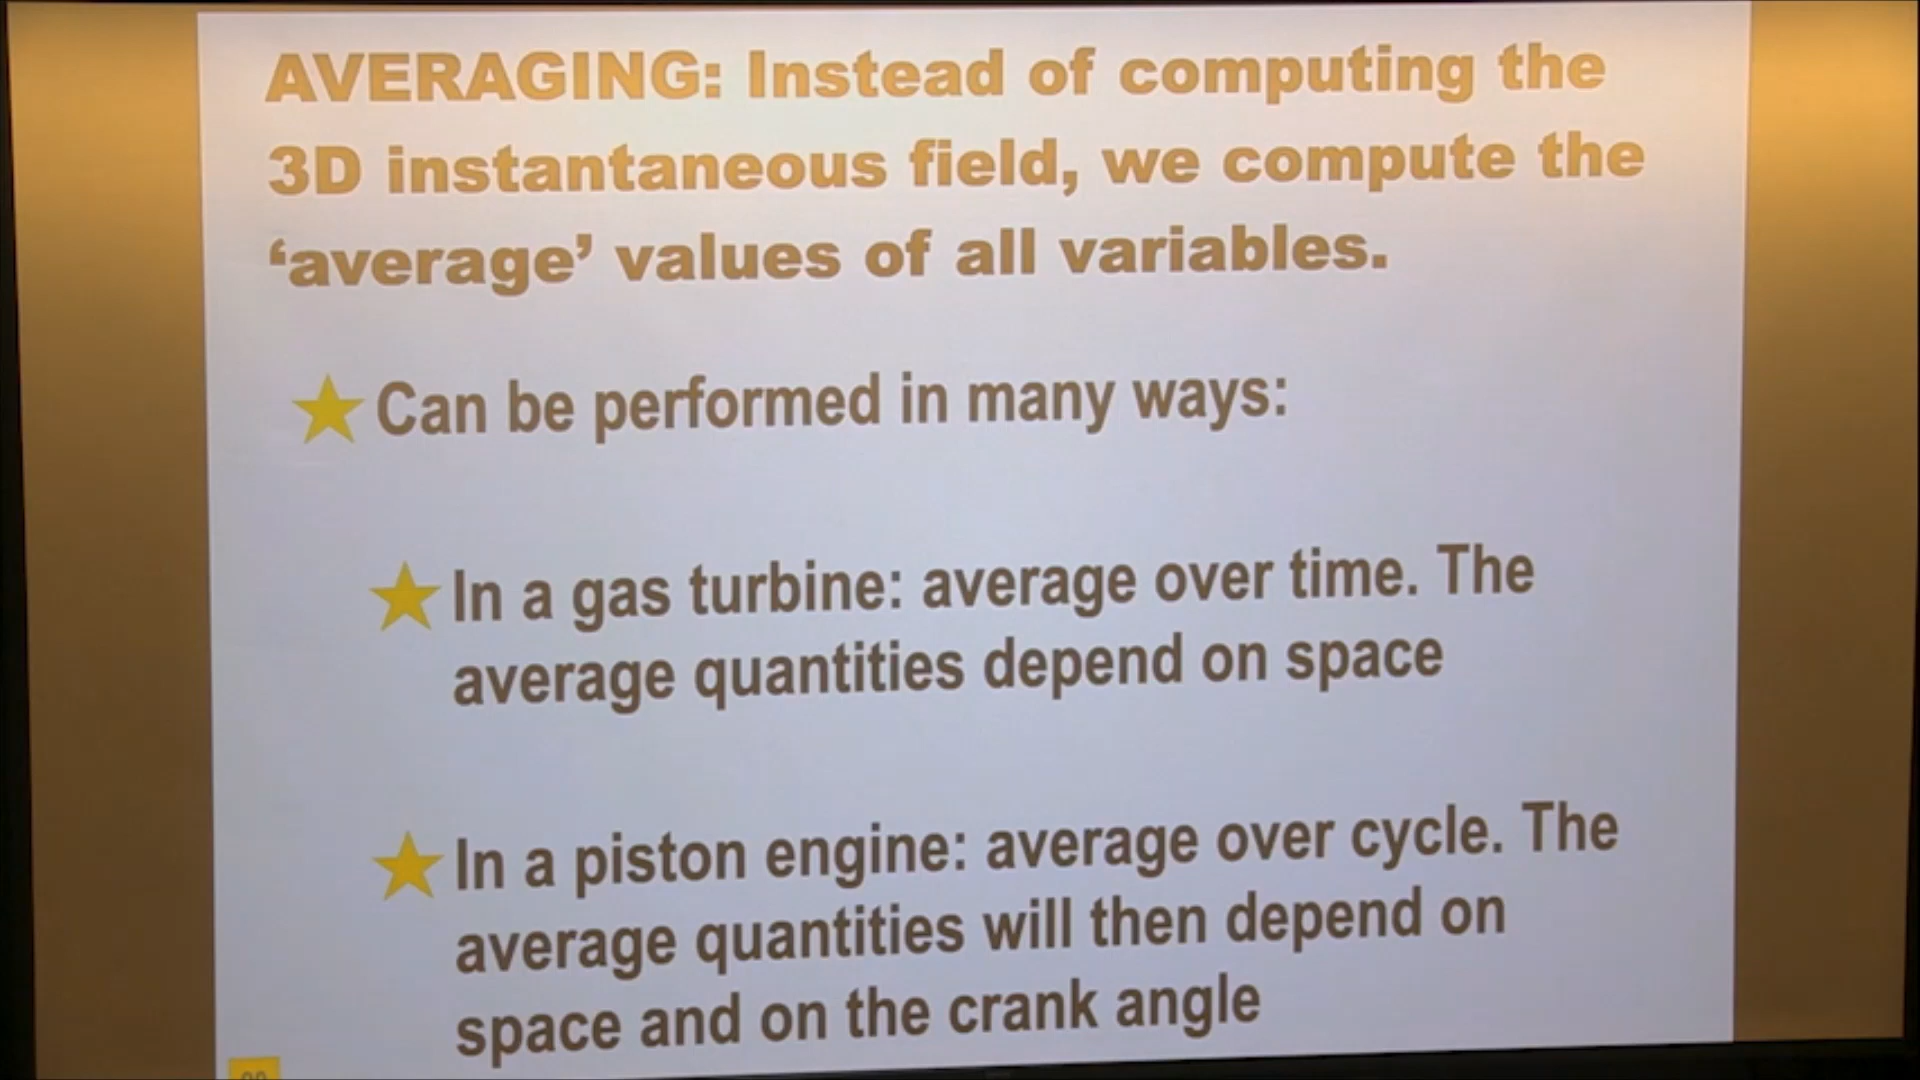 AVERAGING: Instead of computing the
3D instantaneous field, we compute the
‘average’ values of all variables.
Can be performed in many ways:
In a gas turbine: average over time. The
average quantities depend on space
In a piston engine: average over cycle. The
average quantities will then depend on
space and on the crank angle